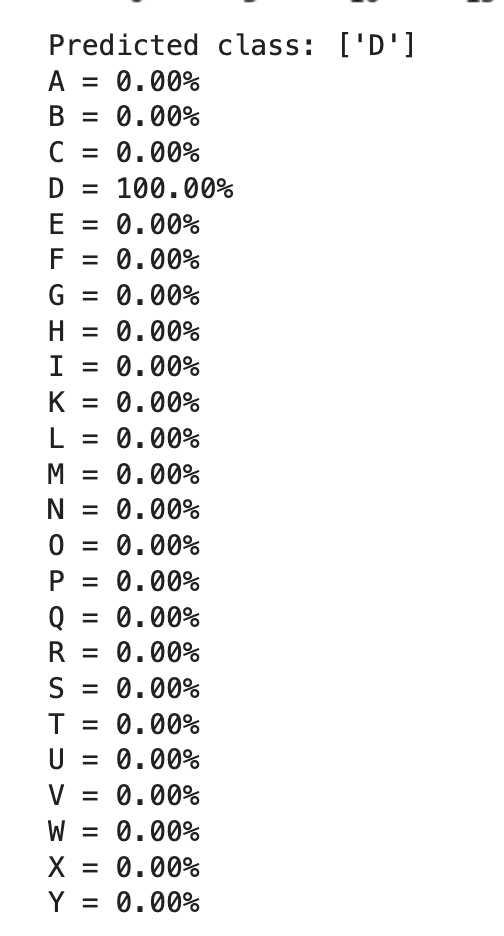 Predicted class: ['D']
A = 0.00%
B = 0.00%
C = 0.00%
D = 100.00%
E = 0.00%
F = 0.00%
G = 0.00%
H = 0.00%
I = 0.00%
K = 0.00%
L = 0.00%
M = 0.00%
N = 0.00%
O = 0.00%
P = 0.00%
Q = 0.00%
R = 0.00%
S = 0.00%
T = 0.00%
U = 0.00%
V = 0.00%
W = 0.00%
X = 0.00%
Y = 0.00%